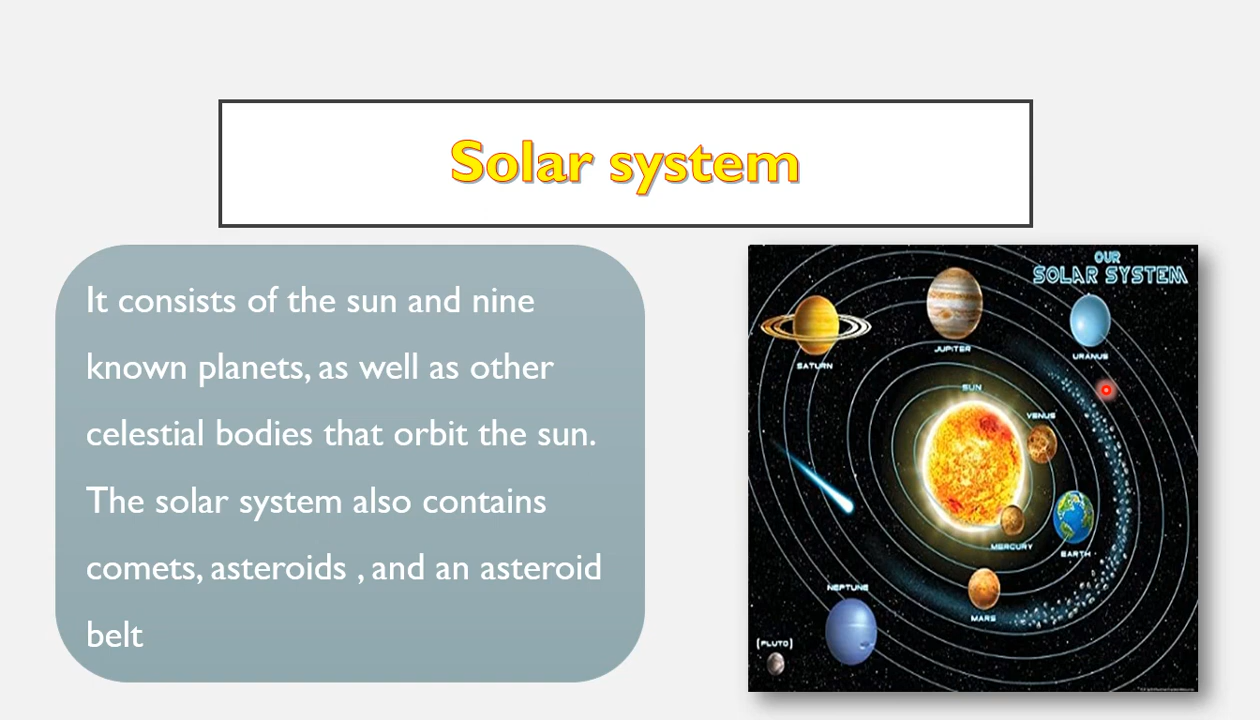 Solar system
It consists of the sun and nine
known planets, as well as other
celestial bodies that orbit the sun.
The solar system also contains
comets, asteroids , and an asteroid
belt
OUR
SOLAR SYSTEM
SATURN
JUPITER
URANUS
SUN
VENUS
MERCURY
EARTH
MARS
NEPTUNE
(PLUTO)